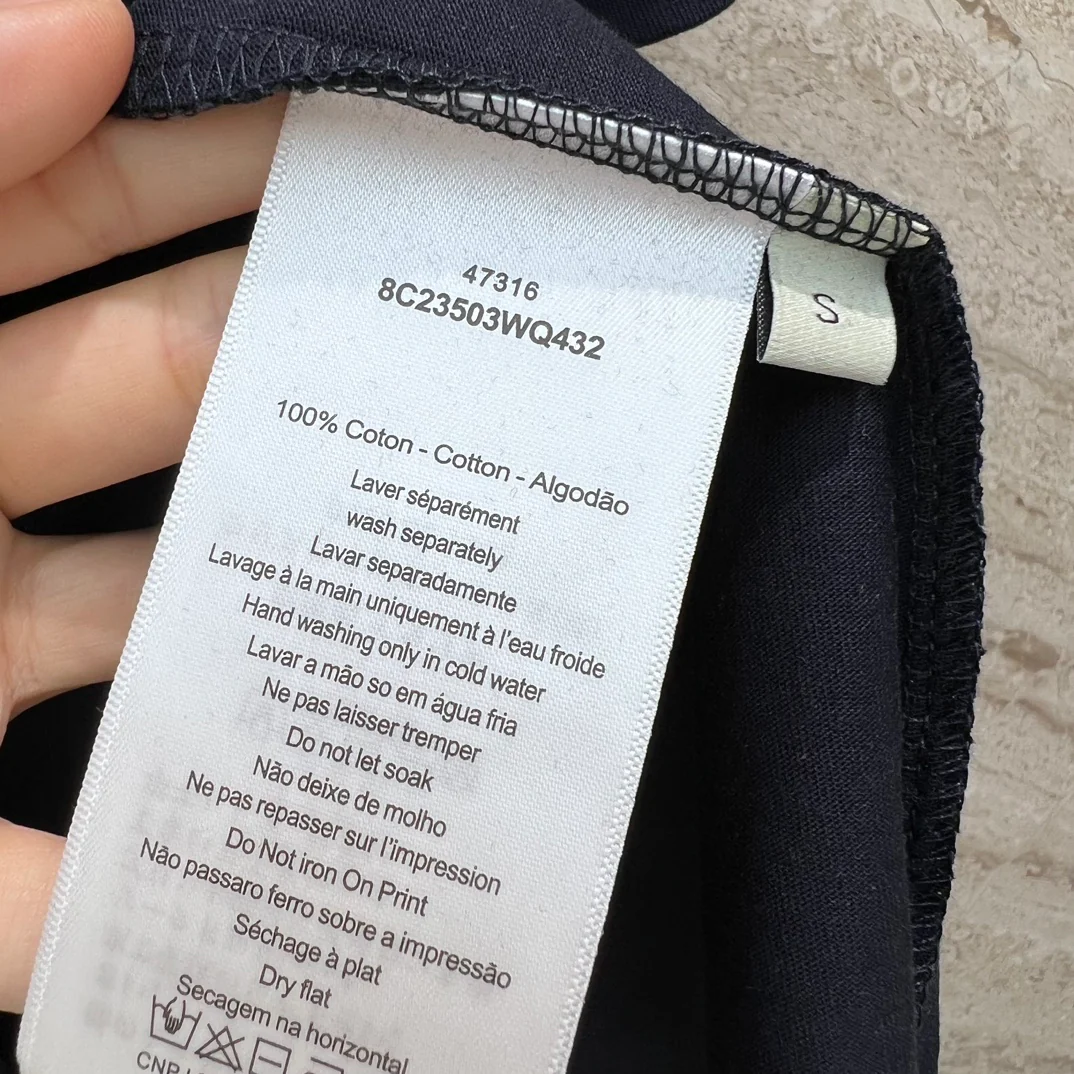 47316
8C23503WQ432
S
100% Coton - Cotton - Algodão
Laver séparément
wash separately
Lavar separadamente
Lavage à la main uniquement à l'eau froide
Hand washing only in cold water
Lavar a mão so em água fria
Ne pas laisser tremper
Do not let soak
Não deixe de molho
Ne pas repasser sur l'impression
Do Not iron On Print
Não passaro ferro sobre a impressão
Séchage à plat
Dry flat
Secagem na horizontal